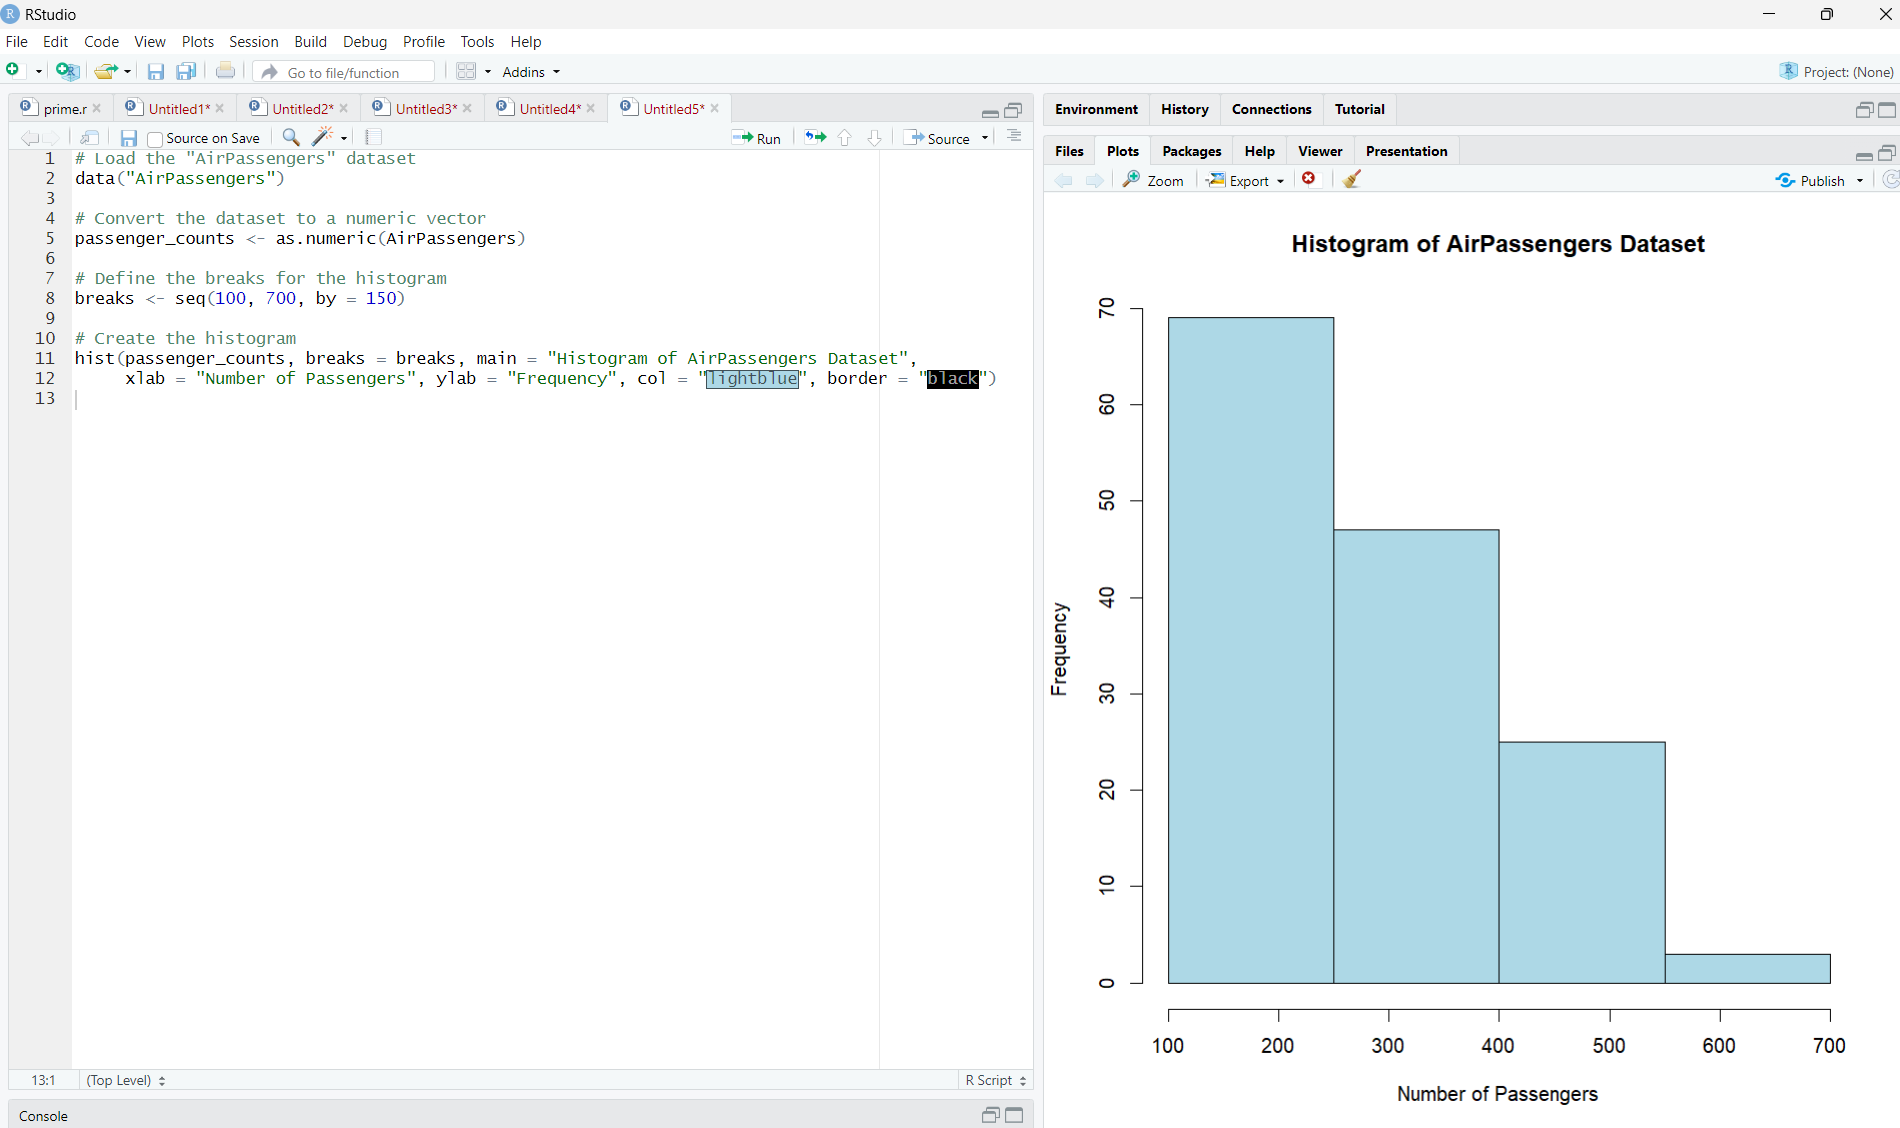 RStudio
File Edit Code View Plots Session Build Debug Profile Tools Help
Go to file/function Addins Project: (None)
prime.r Untitled1* Untitled2* Untitled3* Untitled4* Untitled5*
Source on Save Run Source
1 # Load the "AirPassengers" dataset
2 data("AirPassengers")
3
4 # Convert the dataset to a numeric vector
5 passenger_counts <- as.numeric(AirPassengers)
6
7 # Define the breaks for the histogram
8 breaks <- seq(100, 700, by = 150)
9
10 # Create the histogram
11 hist(passenger_counts, breaks = breaks, main = "Histogram of AirPassengers Dataset",
12 xlab = "Number of Passengers", ylab = "Frequency", col = "lightblue", border = "black")
13
13:1 (Top Level) R Script
Console
Environment History Connections Tutorial
Files Plots Packages Help Viewer Presentation
Zoom Export Publish
Histogram of AirPassengers Dataset
Frequency
70
60
50
40
30
20
10
0
100 200 300 400 500 600 700
Number of Passengers